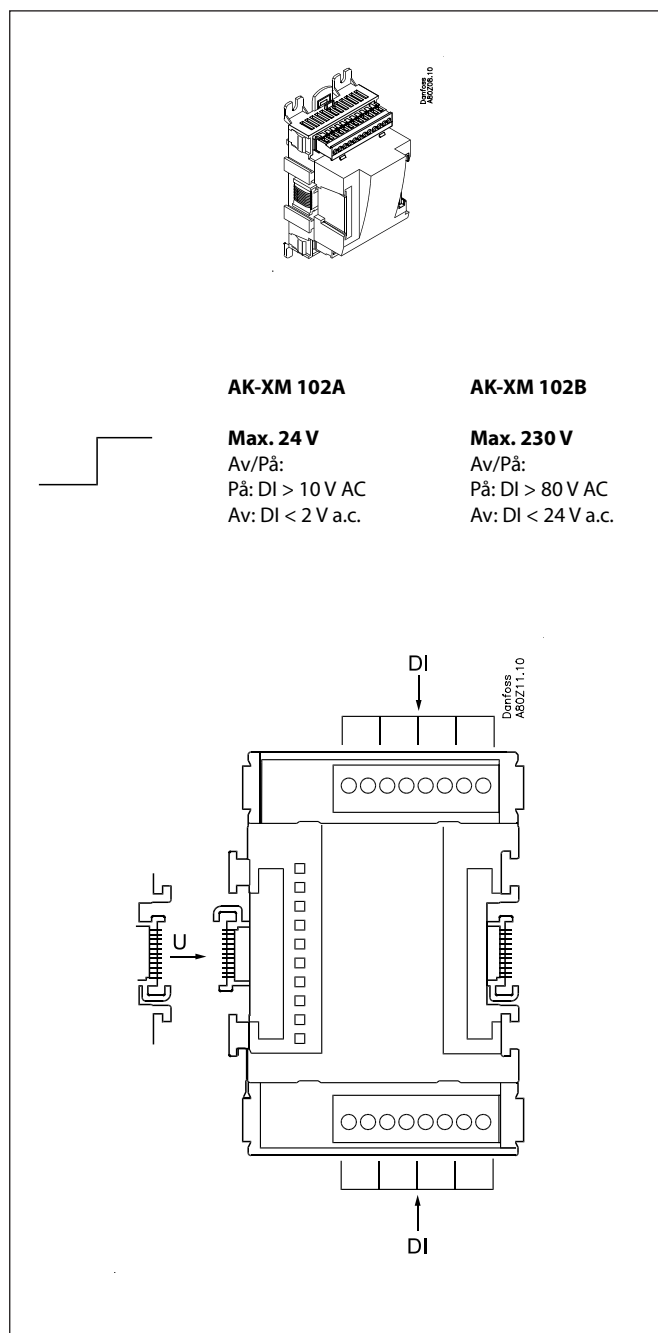 Danfoss
A80Z08.10
AK-XM 102A
Max. 24 V
Av/På:
På: DI > 10 V AC
Av: DI < 2 V a.c.
AK-XM 102B
Max. 230 V
Av/På:
På: DI > 80 V AC
Av: DI < 24 V a.c.
DI
Danfoss
A80Z11.10
U
DI